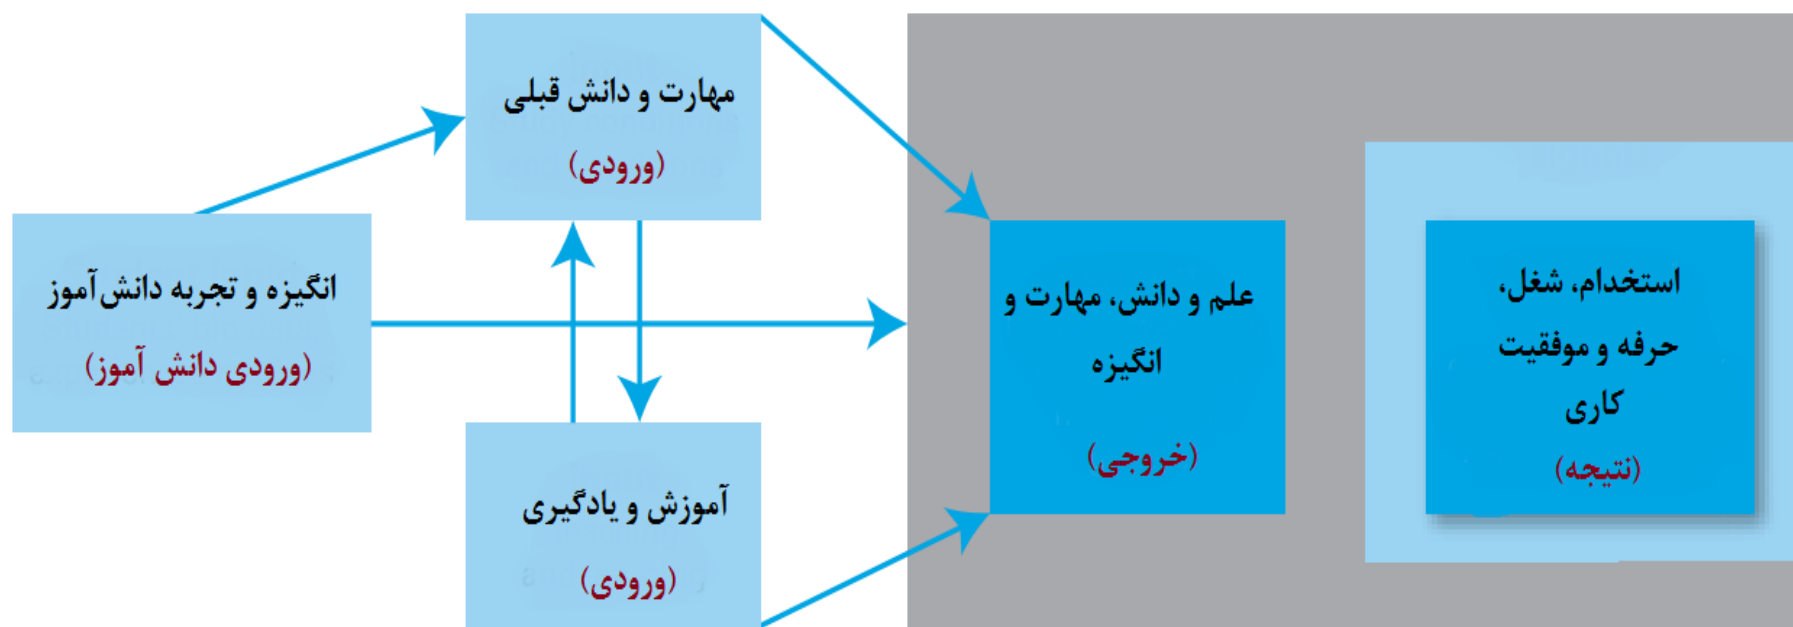 مهارت و دانش قبلی
(ورودی)
انگیزه و تجربه دانش‌آموز
(ورودی دانش آموز)
آموزش و یادگیری
(ورودی)
علم و دانش، مهارت و
انگیزه
(خروجی)
استخدام، شغل،
حرفه و موفقیت
کاری
(نتیجه)